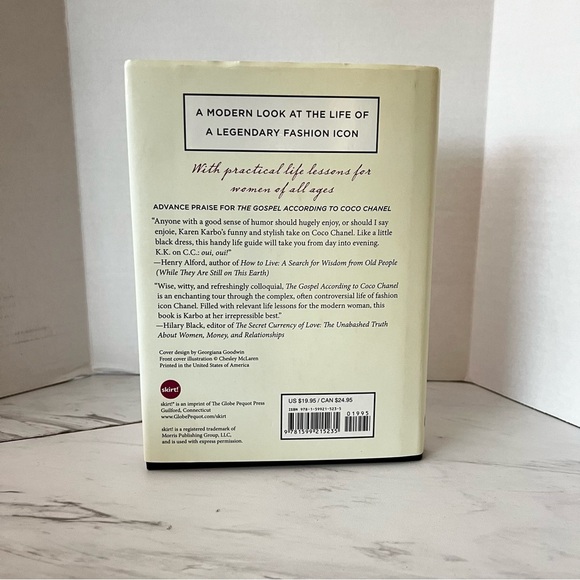 A MODERN LOOK AT THE LIFE OF
A LEGENDARY FASHION ICON
With practical life lessons for
women of all ages
ADVANCE PRAISE FOR THE GOSPEL ACCORDING TO COCO CHANEL
"Anyone with a good sense of humor should hugely enjoy, or should I say
enjoie, Karen Karbo's funny and stylish take on Coco Chanel. Like a little
black dress, this handy life guide will take you from day into evening.
K.K. on C.C.: oui, oui!"
—Henry Alford, author of How to Live: A Search for Wisdom from Old People
(While They Are Still on This Earth)
"Wise, witty, and refreshingly colloquial, The Gospel According to Coco Chanel
is an enchanting tour through the complex, often controversial life of fashion
icon Chanel. Filled with relevant life lessons for the modern woman, this
book is Karbo at her irrepressible best."
—Hilary Black, editor of The Secret Currency of Love: The Unabashed Truth
About Women, Money, and Relationships
Cover design by Georgiana Goodwin
Front cover illustration © Chesley McLaren
Printed in the United States of America
skirt!
skirt!® is an imprint of The Globe Pequot Press
Guilford, Connecticut
www.GlobePequot.com/skirt
skirt! is a registered trademark of
Morris Publishing Group, LLC,
and is used with express permission.
US $19.95 / CAN $24.95
ISBN 978-1-59921-523-5
01995
9781599215235